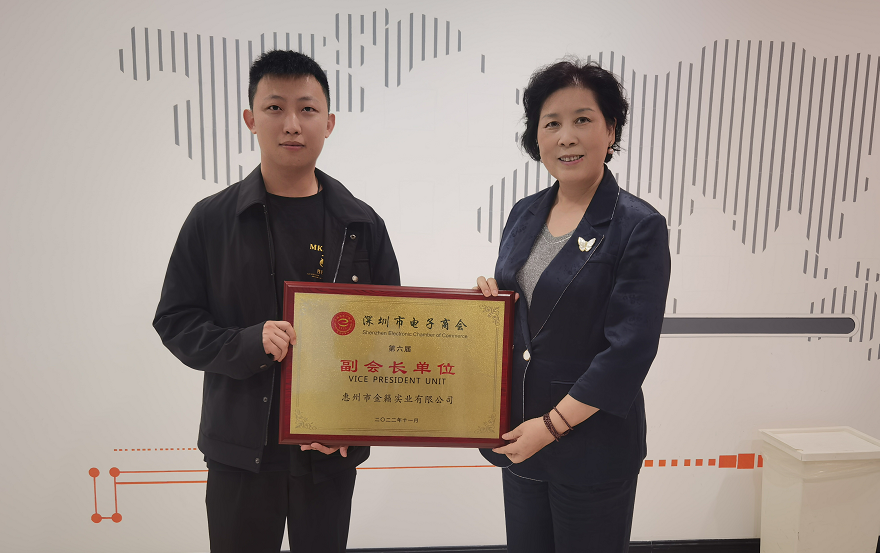 深圳市电子商会
Shenzhen Electronic Chamber of Commerce
第六届
副会长单位
VICE PRESIDENT UNIT
惠州市金籁实业有限公司
二〇二二年十一月
MK